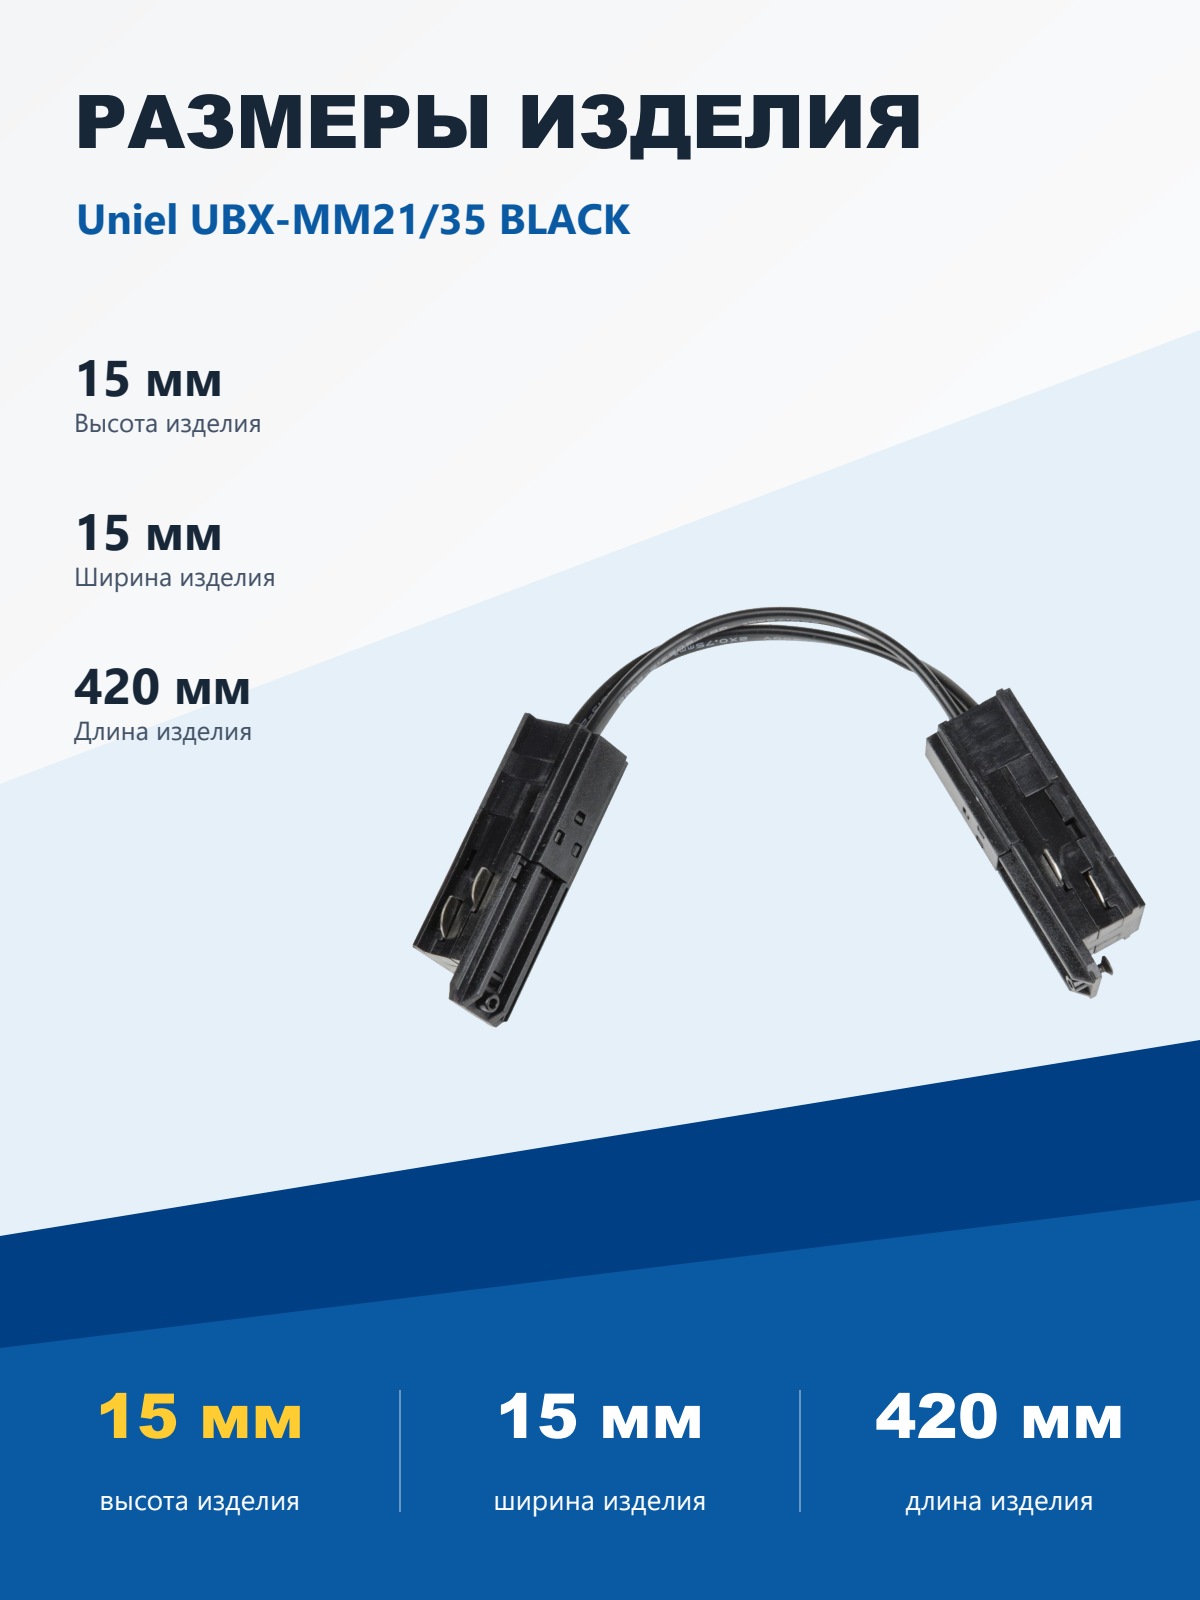 РАЗМЕРЫ ИЗДЕЛИЯ
Uniel UBX-MM21/35 BLACK
15 мм
Высота изделия
15 мм
Ширина изделия
420 мм
Длина изделия
15 мм
высота изделия
15 мм
ширина изделия
420 мм
длина изделия